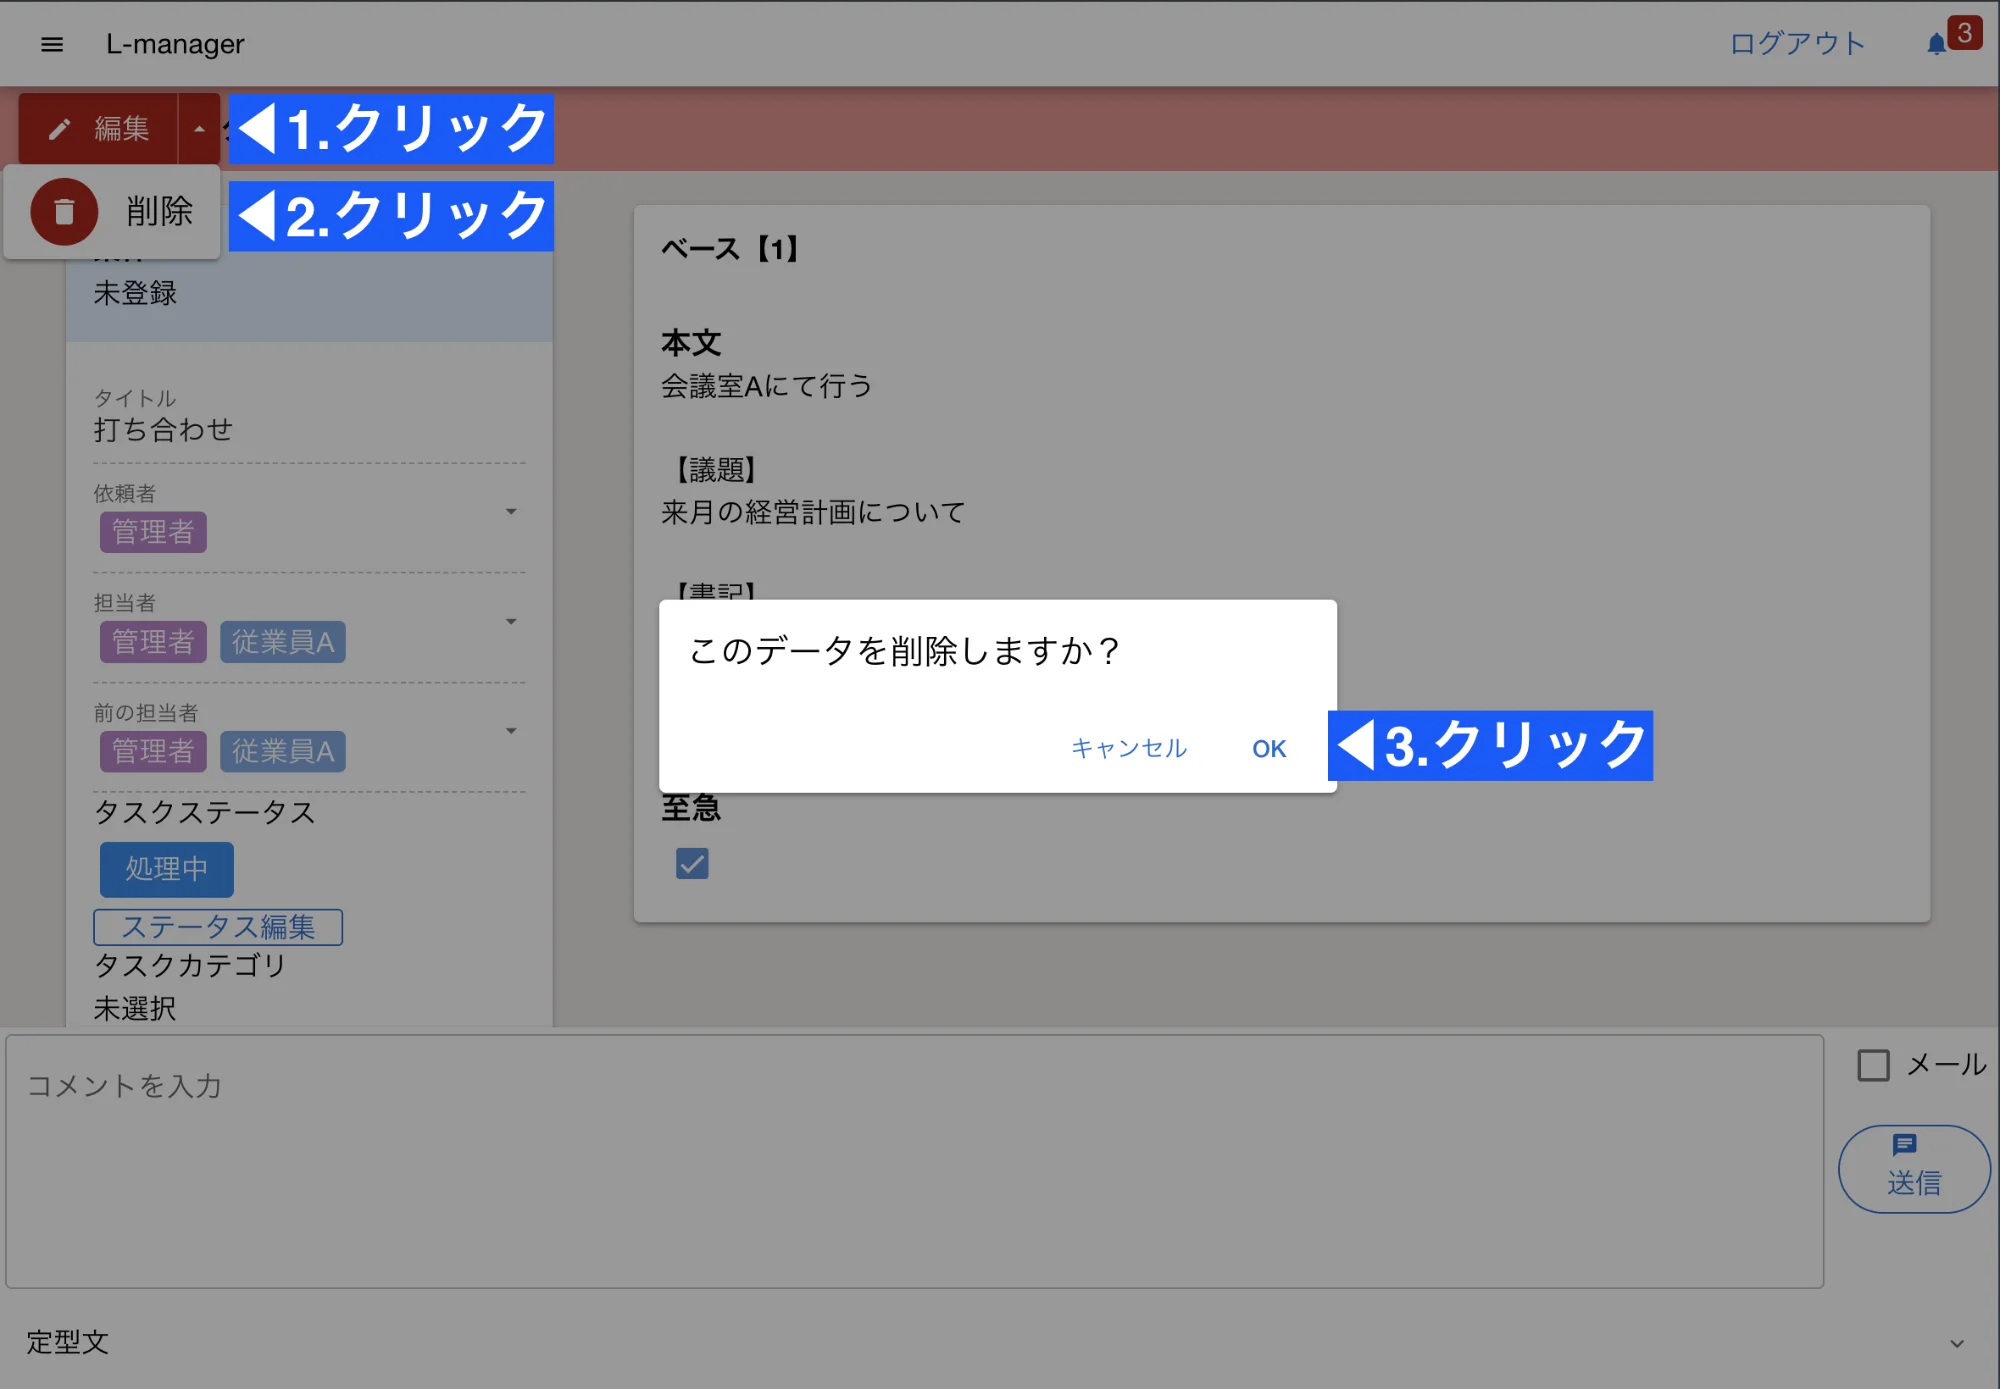 L-manager
ログアウト
3
編集
◀1.クリック
削除
◀2.クリック
未登録
タイトル
打ち合わせ
依頼者
管理者
担当者
管理者 従業員A
前の担当者
管理者 従業員A
タスクステータス
処理中
ステータス編集
タスクカテゴリ
未選択
ベース【1】
本文
会議室Aにて行う
【議題】
来月の経営計画について
【書記】
このデータを削除しますか？
キャンセル
OK
◀3.クリック
至急
コメントを入力
メール
送信
定型文